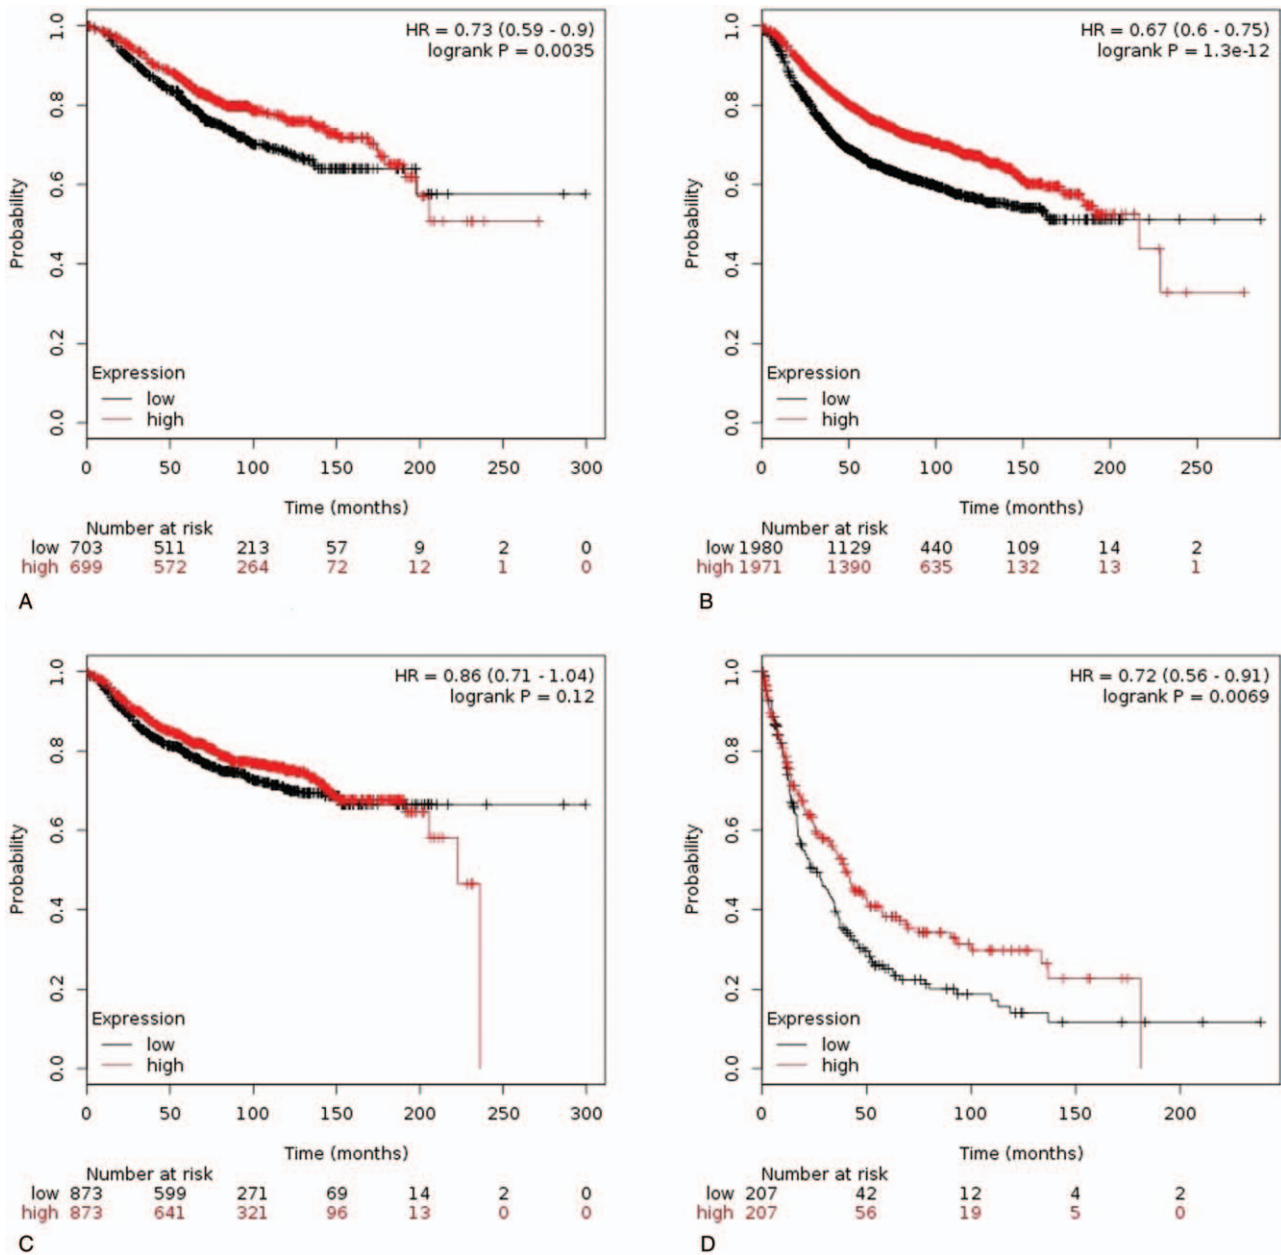 HR = 0.73 (0.59 - 0.9)
logrank P = 0.0035
Probability
1.0
0.8
0.6
0.4
0.2
0.0
Expression
low
high
0 50 100 150 200 250 300
Time (months)
Number at risk
low 703 511 213 57 9 2 0
high 699 572 264 72 12 1 0
A
HR = 0.67 (0.6 - 0.75)
logrank P = 1.3e-12
Probability
1.0
0.8
0.6
0.4
0.2
0.0
Expression
low
high
0 50 100 150 200 250
Time (months)
Number at risk
low 1980 1129 440 109 14 2
high 1971 1390 635 132 13 1
B
HR = 0.86 (0.71 - 1.04)
logrank P = 0.12
Probability
1.0
0.8
0.6
0.4
0.2
0.0
Expression
low
high
0 50 100 150 200 250 300
Time (months)
Number at risk
low 873 599 271 69 14 2 0
high 873 641 321 96 13 0 0
C
HR = 0.72 (0.56 - 0.91)
logrank P = 0.0069
Probability
1.0
0.8
0.6
0.4
0.2
0.0
Expression
low
high
0 50 100 150 200
Time (months)
Number at risk
low 207 42 12 4 2
high 207 56 19 5 0
D